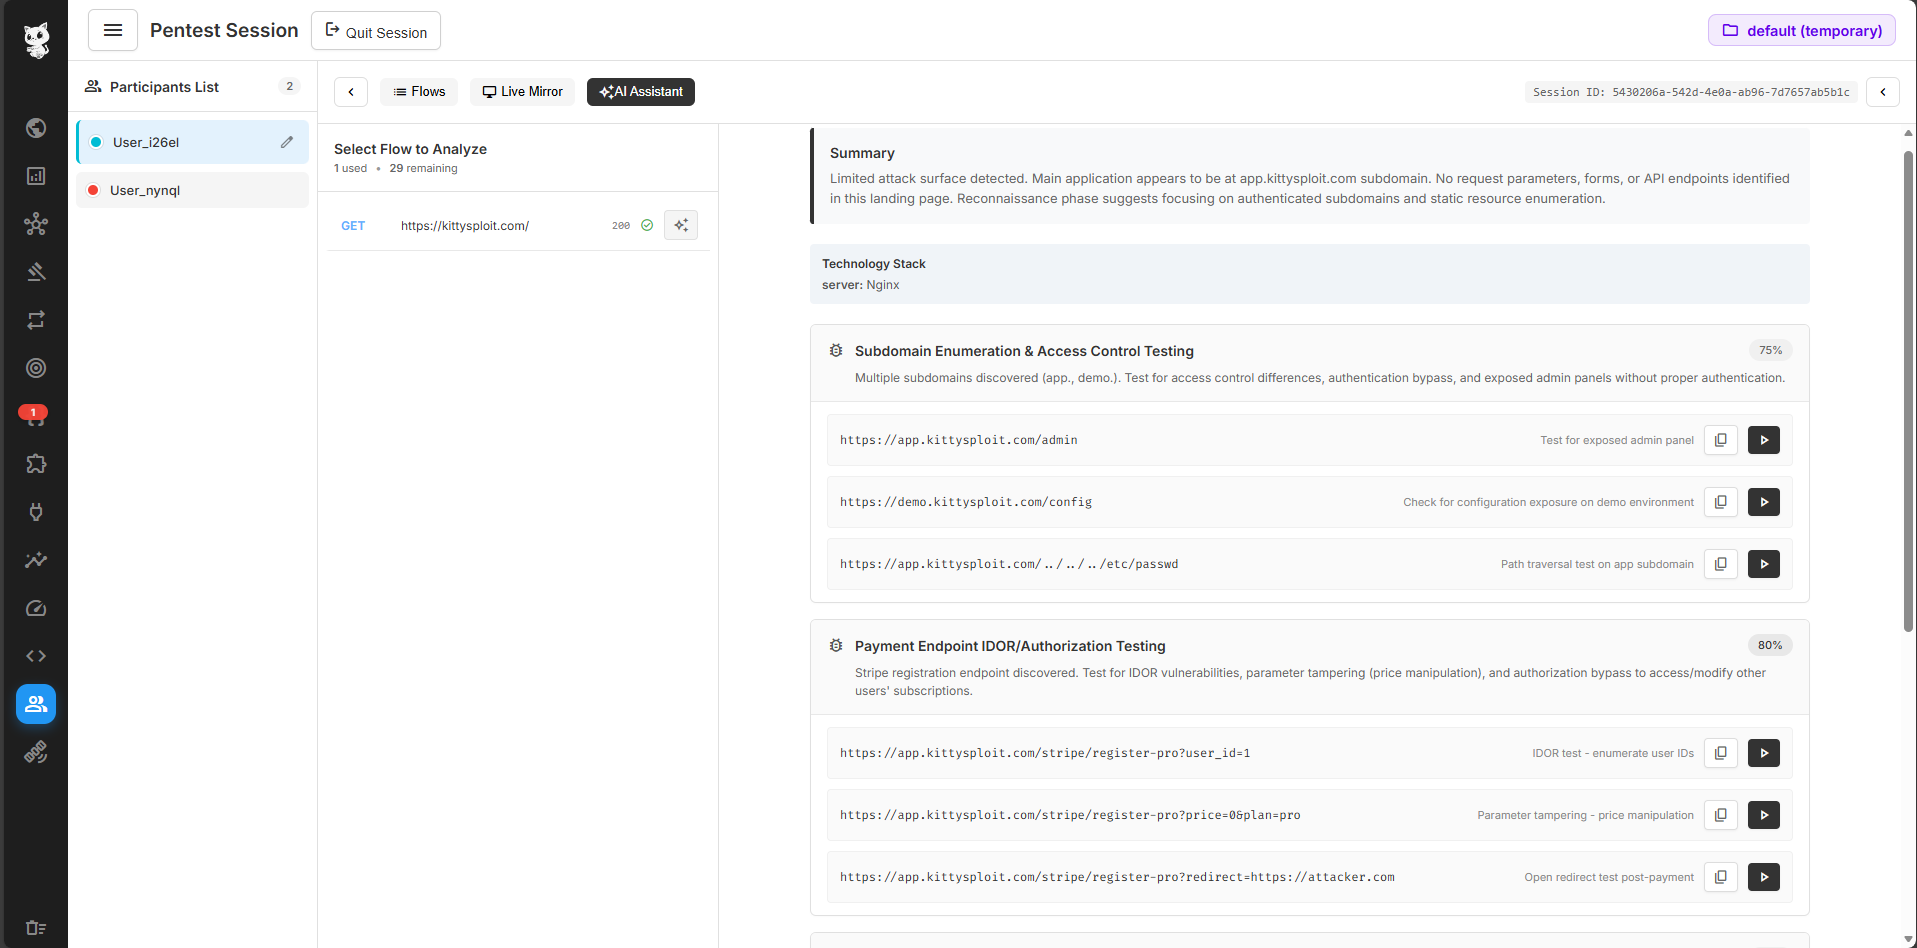 Pentest Session
Quit Session
default (temporary)
Participants List
2
User_i26el
User_nynql
1
Flows
Live Mirror
AI Assistant
Session ID: 5430206a-542d-4e0a-ab96-7d7657ab5b1c
Select Flow to Analyze
1 used • 29 remaining
GET https://kittysploit.com/ 200
Summary
Limited attack surface detected. Main application appears to be at app.kittysploit.com subdomain. No request parameters, forms, or API endpoints identified
in this landing page. Reconnaissance phase suggests focusing on authenticated subdomains and static resource enumeration.
Technology Stack
server: Nginx
Subdomain Enumeration & Access Control Testing
75%
Multiple subdomains discovered (app., demo.). Test for access control differences, authentication bypass, and exposed admin panels without proper authentication.
https://app.kittysploit.com/admin
Test for exposed admin panel
https://demo.kittysploit.com/config
Check for configuration exposure on demo environment
https://app.kittysploit.com/../../../etc/passwd
Path traversal test on app subdomain
Payment Endpoint IDOR/Authorization Testing
80%
Stripe registration endpoint discovered. Test for IDOR vulnerabilities, parameter tampering (price manipulation), and authorization bypass to access/modify other
users' subscriptions.
https://app.kittysploit.com/stripe/register-pro?user_id=1
IDOR test - enumerate user IDs
https://app.kittysploit.com/stripe/register-pro?price=0&plan=pro
Parameter tampering - price manipulation
https://app.kittysploit.com/stripe/register-pro?redirect=https://attacker.com
Open redirect test post-payment